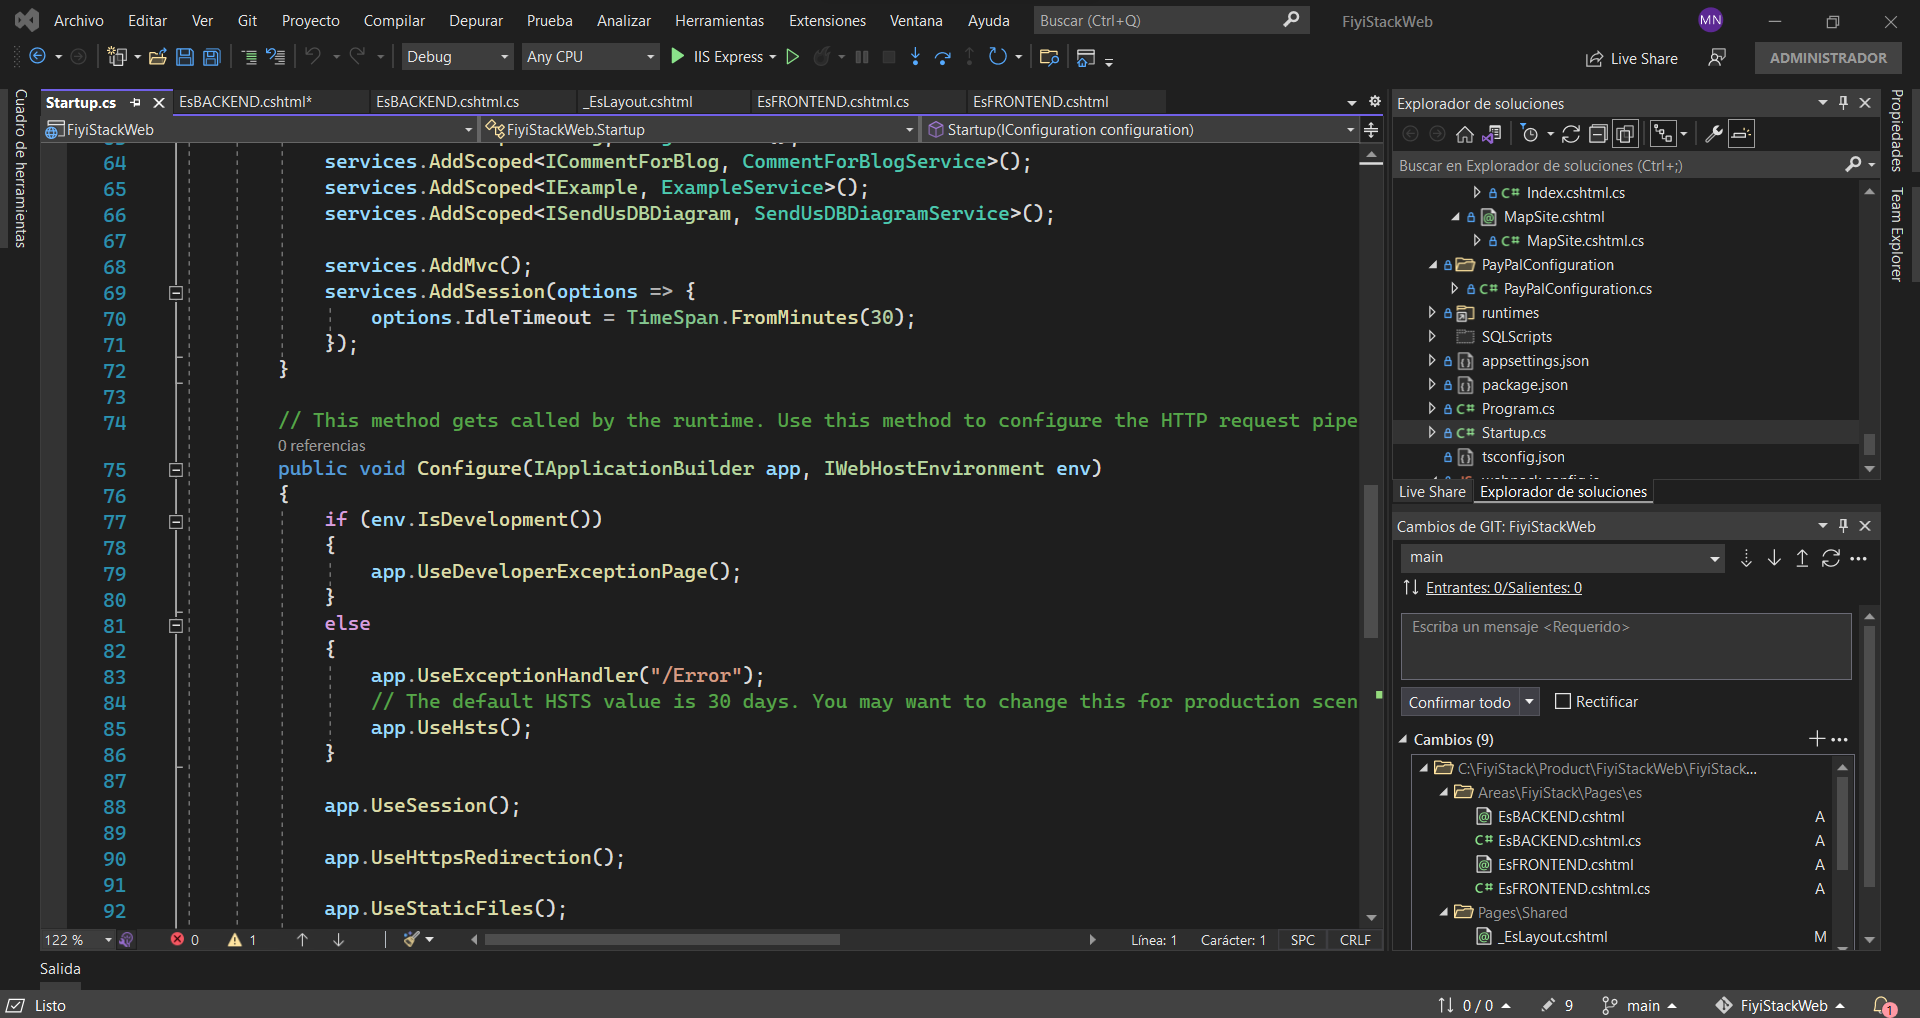 Archivo Editar Ver Git Proyecto Compilar Depurar Prueba Analizar Herramientas Extensiones Ventana Ayuda Buscar (Ctrl+Q) FiyiStackWeb MN
Debug Any CPU IIS Express Live Share ADMINISTRADOR
Cuadro de herramientas
Startup.cs EsBACKEND.cshtml* EsBACKEND.cshtml.cs _EsLayout.cshtml EsFRONTEND.cshtml.cs EsFRONTEND.cshtml
FiyiStackWeb FiyiStackWeb.Startup Startup(IConfiguration configuration)
64 services.AddScoped<ICommentForBlog, CommentForBlogService>();
65 services.AddScoped<IExample, ExampleService>();
66 services.AddScoped<ISendUsDBDiagram, SendUsDBDiagramService>();
67
68 services.AddMvc();
69 services.AddSession(options => {
70 options.IdleTimeout = TimeSpan.FromMinutes(30);
71 });
72 }
73
74 // This method gets called by the runtime. Use this method to configure the HTTP request pipe
0 referencias
75 public void Configure(IApplicationBuilder app, IWebHostEnvironment env)
76 {
77 if (env.IsDevelopment())
78 {
79 app.UseDeveloperExceptionPage();
80 }
81 else
82 {
83 app.UseExceptionHandler("/Error");
84 // The default HSTS value is 30 days. You may want to change this for production scen
85 app.UseHsts();
86 }
87
88 app.UseSession();
89
90 app.UseHttpsRedirection();
91
92 app.UseStaticFiles();
122 % 0 1 Línea: 1 Carácter: 1 SPC CRLF
Explorador de soluciones
Buscar en Explorador de soluciones (Ctrl+;)
C# Index.cshtml.cs
MapSite.cshtml
C# MapSite.cshtml.cs
PayPalConfiguration
C# PayPalConfiguration.cs
runtimes
SQLScripts
appsettings.json
package.json
C# Program.cs
C# Startup.cs
tsconfig.json
Live Share Explorador de soluciones
Cambios de GIT: FiyiStackWeb
main
Entrantes: 0/Salientes: 0
Escriba un mensaje <Requerido>
Confirmar todo Rectificar
Cambios (9)
C:\FiyiStack\Product\FiyiStackWeb\FiyiStack...
Areas\FiyiStack\Pages\es
EsBACKEND.cshtml A
C# EsBACKEND.cshtml.cs A
EsFRONTEND.cshtml A
C# EsFRONTEND.cshtml.cs A
Pages\Shared
_EsLayout.cshtml M
Propiedades
Team Explorer
Salida
Listo 0 / 0 9 main FiyiStackWeb 1